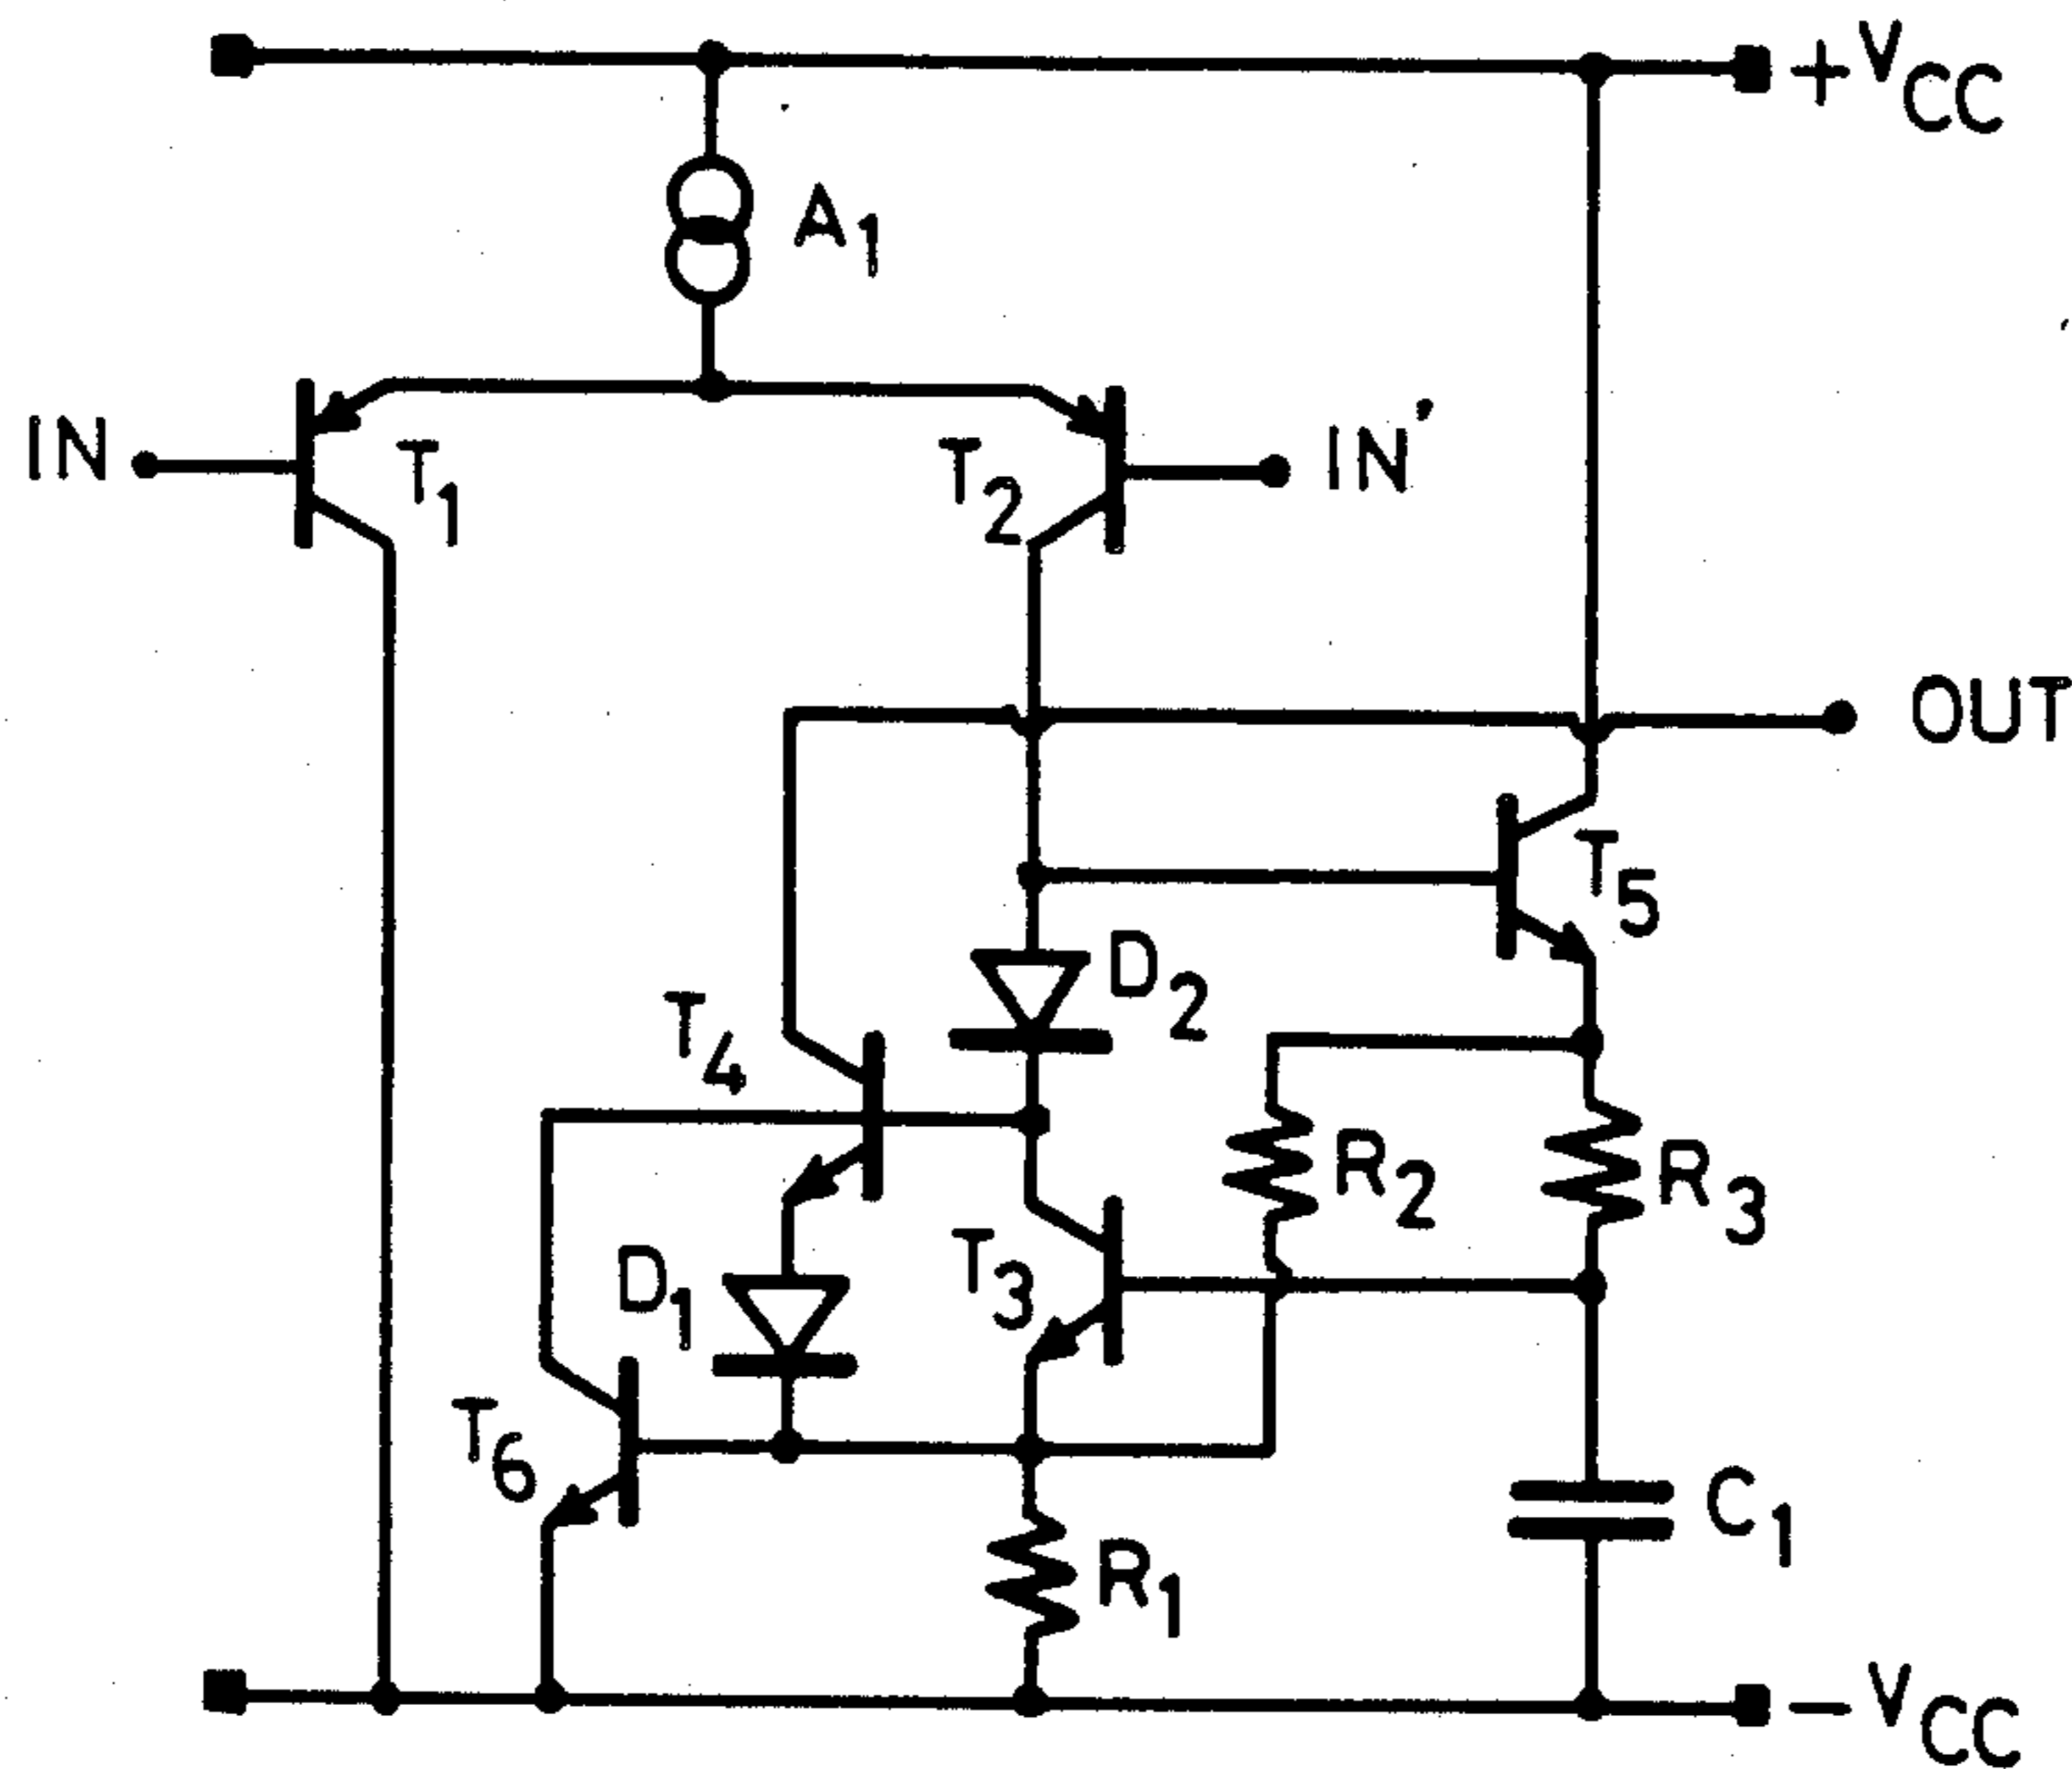 +VCC
A1
IN
T1
T2
IN'
OUT
T5
D2
T4
R2
R3
T3
D1
T6
C1
R1
−VCC